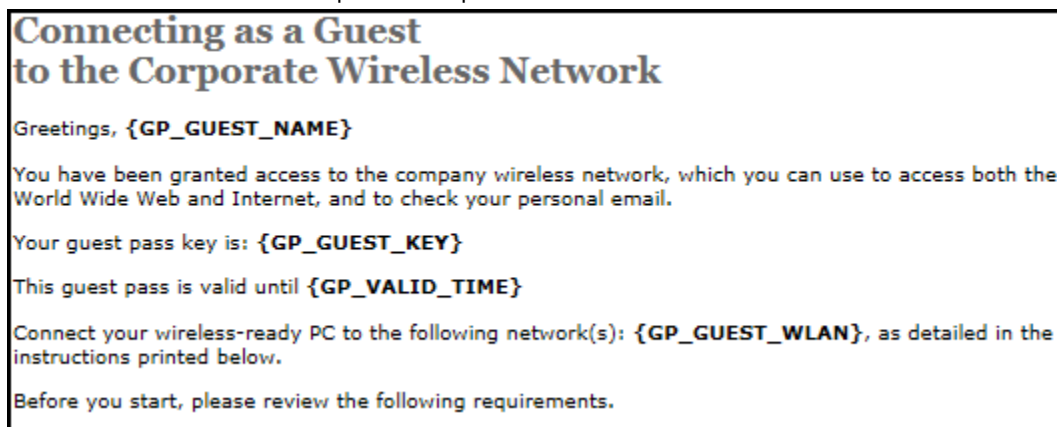 Connecting as a Guest
to the Corporate Wireless Network
Greetings, {GP_GUEST_NAME}
You have been granted access to the company wireless network, which you can use to access both the
World Wide Web and Internet, and to check your personal email.
Your guest pass key is: {GP_GUEST_KEY}
This guest pass is valid until {GP_VALID_TIME}
Connect your wireless-ready PC to the following network(s): {GP_GUEST_WLAN}, as detailed in the
instructions printed below.
Before you start, please review the following requirements.